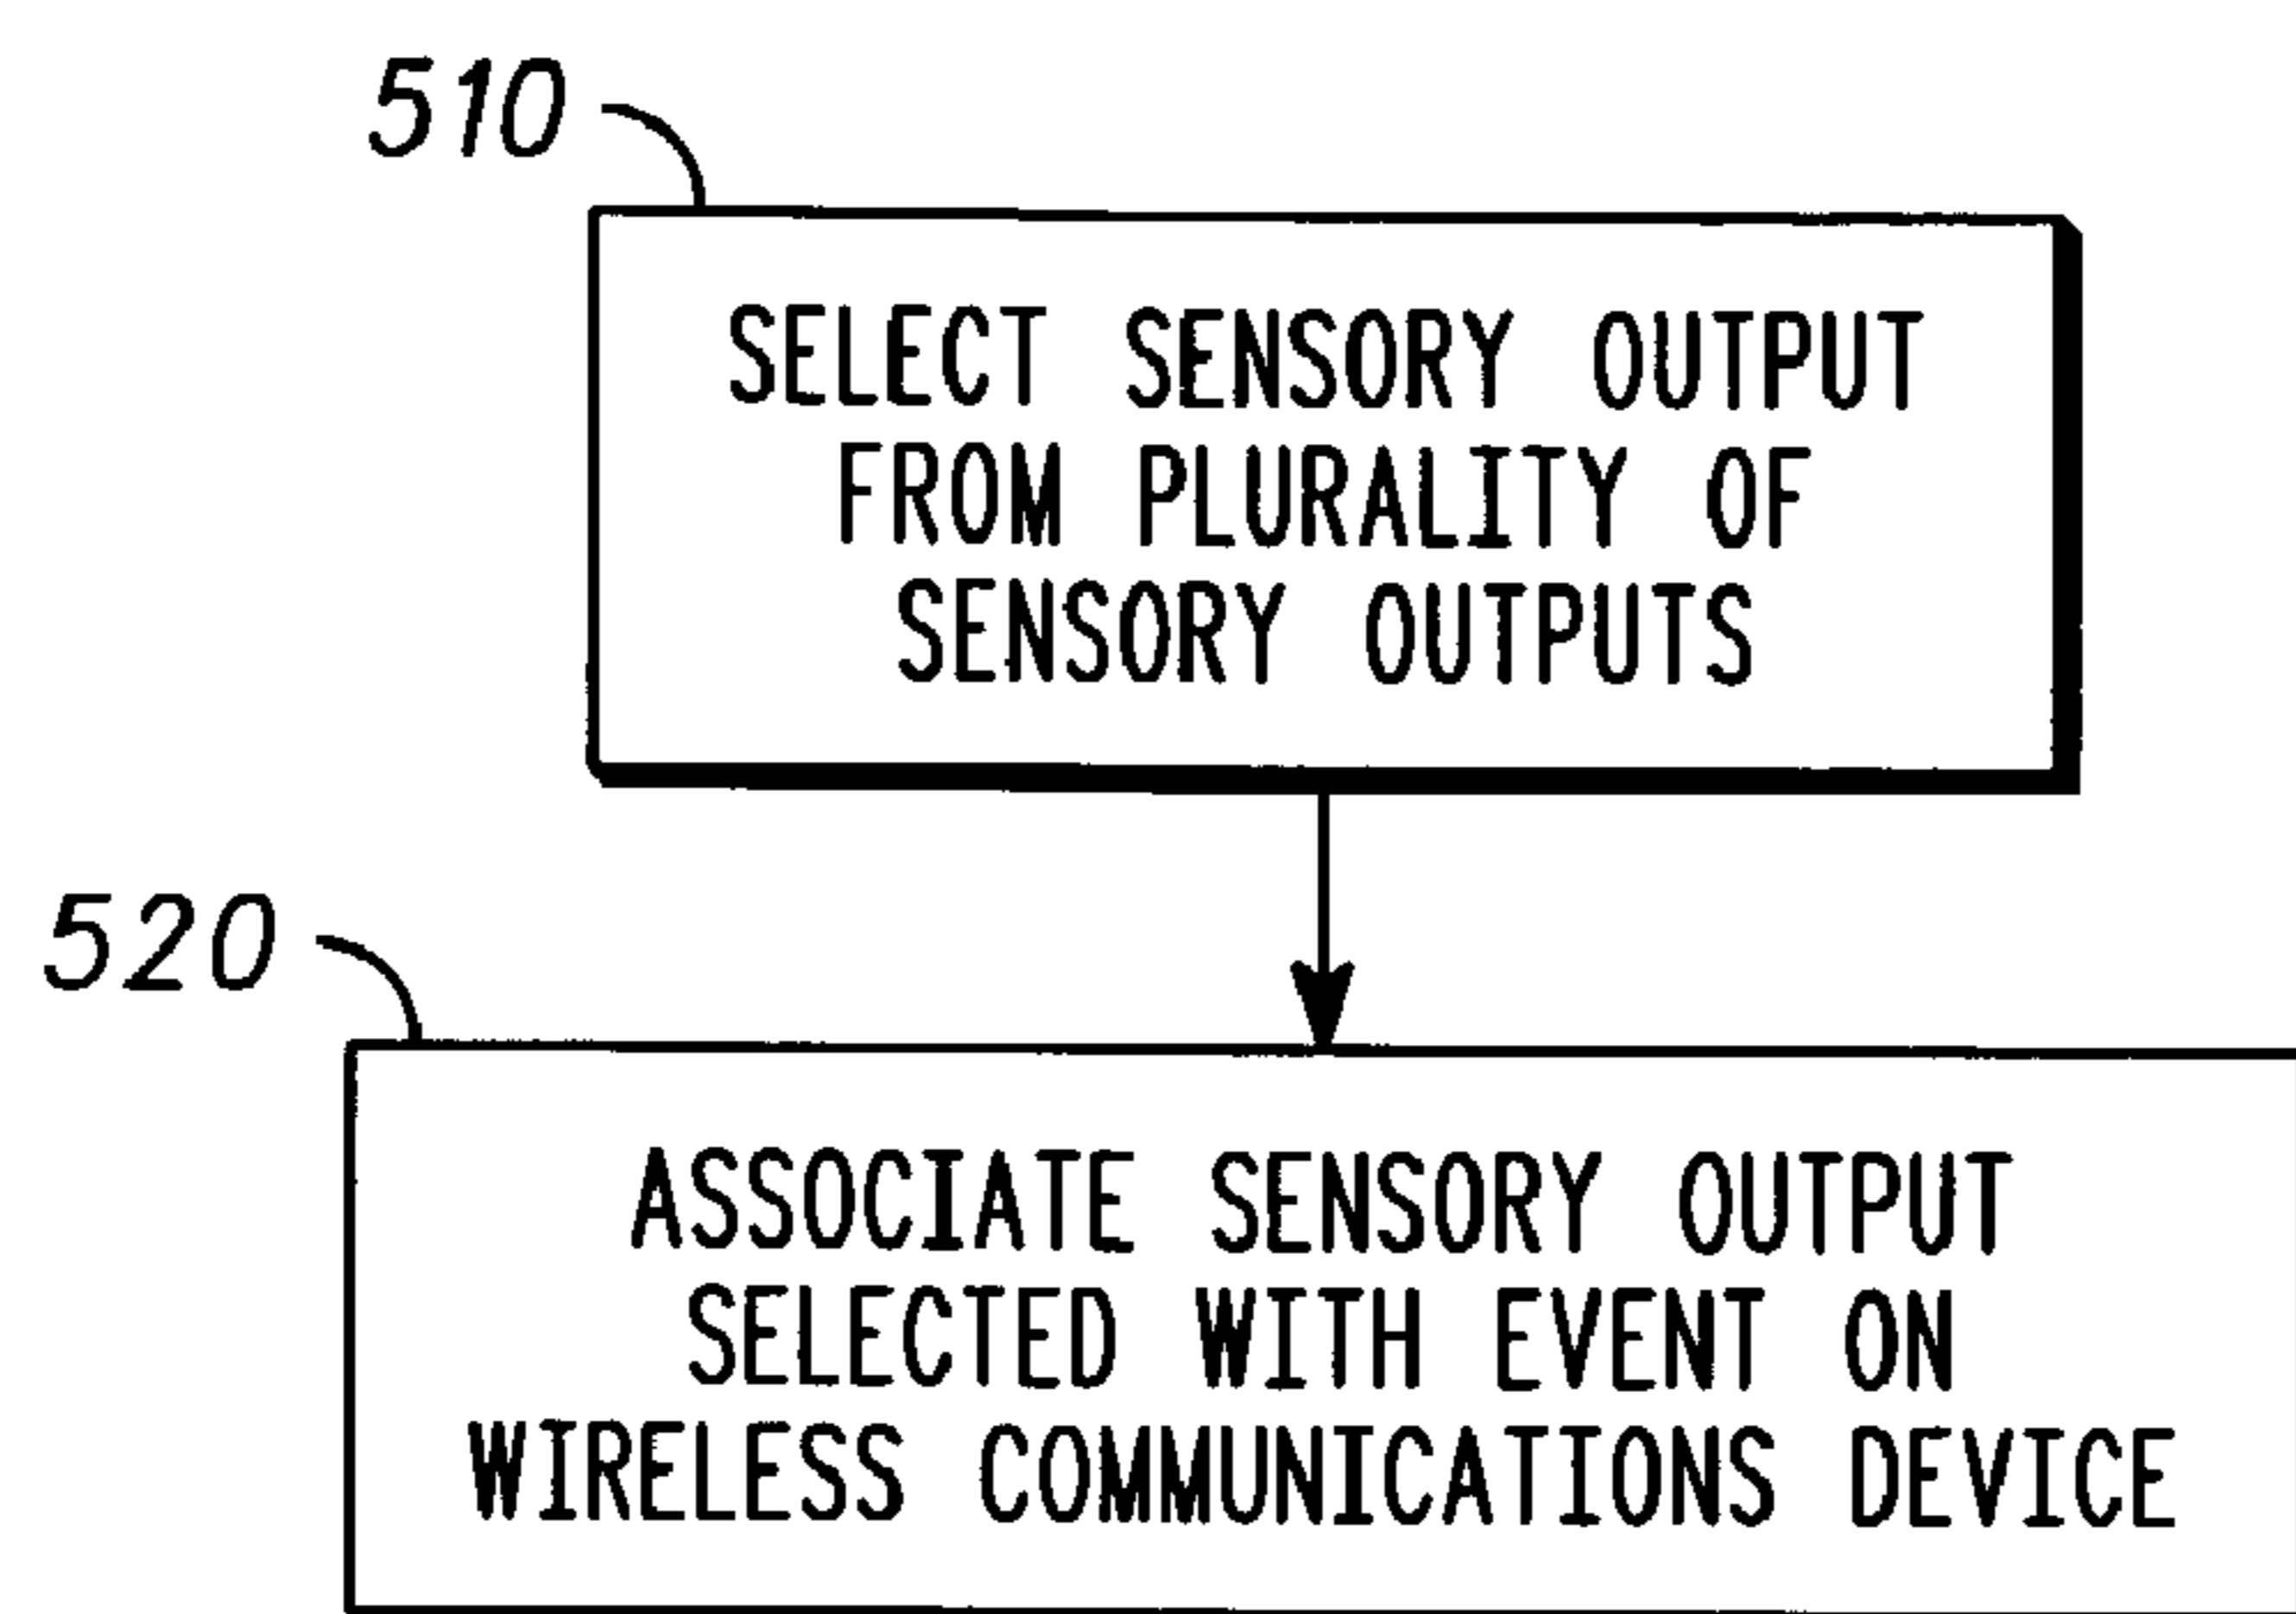 510
SELECT SENSORY OUTPUT
FROM PLURALITY OF
SENSORY OUTPUTS
520
ASSOCIATE SENSORY OUTPUT
SELECTED WITH EVENT ON
WIRELESS COMMUNICATIONS DEVICE